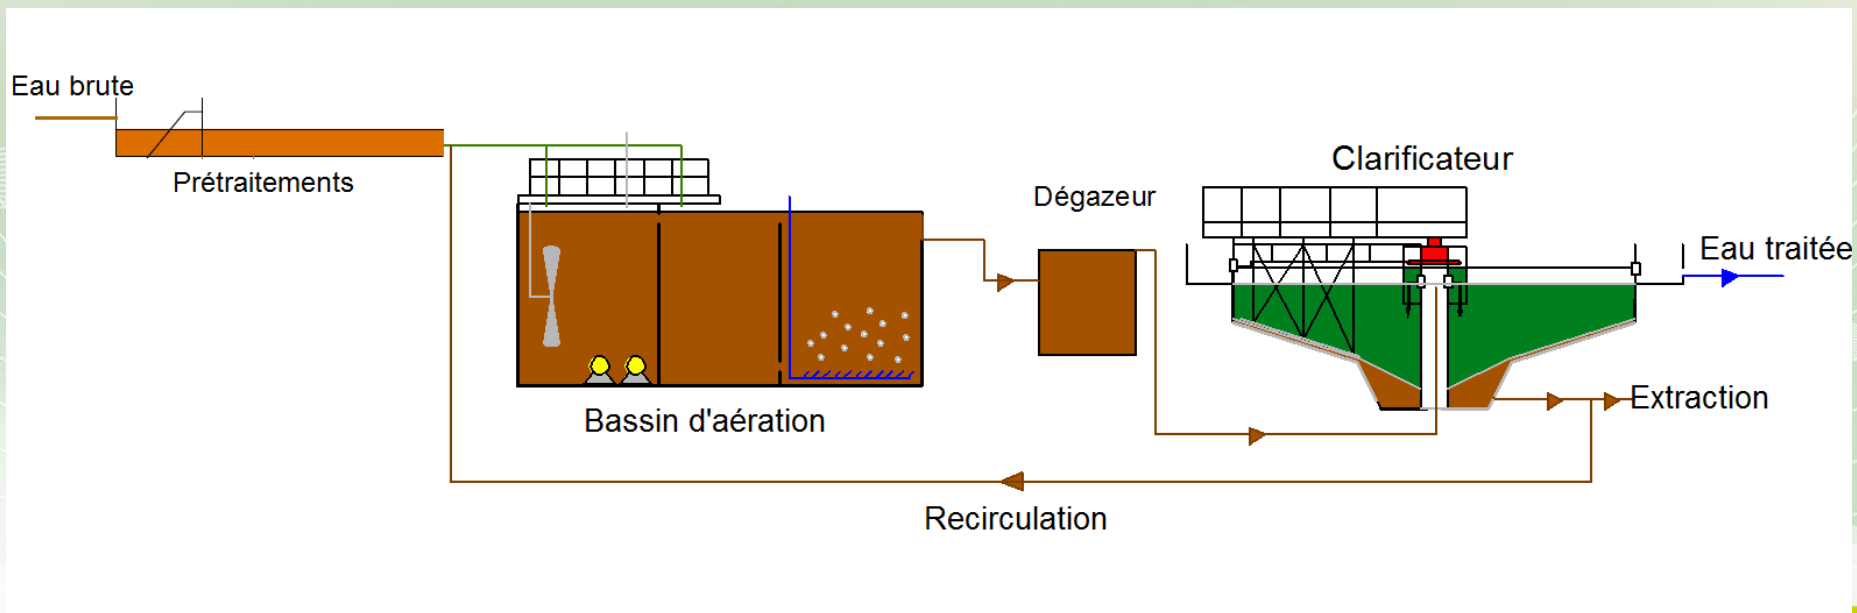 Eau brute
Prétraitements
Clarificateur
Dégazeur
Eau traitée
Bassin d'aération
Extraction
Recirculation